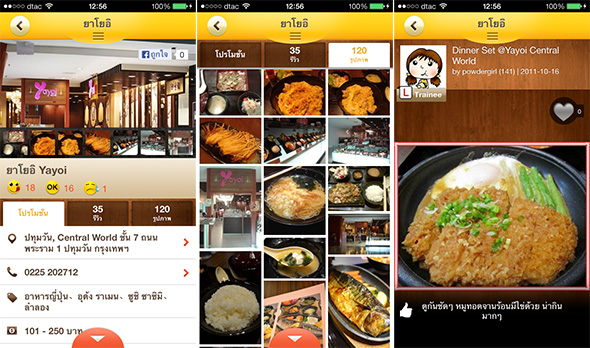 dtac 12:56 100%
ยาโยอิ
Yayoi
ถูกใจ 0
ยาโยอิ Yayoi
18 OK 16 1
โปรโมชัน 35 รีวิว 120 รูปภาพ
ปทุมวัน, Central World ชั้น 7 ถนน
พระราม 1 ปทุมวัน กรุงเทพฯ
0225 202712
อาหารญี่ปุ่น, อุด้ง ราเมน, ซูชิ ซาชิมิ,
ลำลอง
101 - 250 บาท
dtac 12:56 100%
ยาโยอิ
โปรโมชัน 35 รีวิว 120 รูปภาพ
Yayoi
dtac 12:56 100%
ยาโยอิ
Dinner Set @Yayoi Central
World
by powdergirl (141) | 2011-10-16
L Trainee
0
ดูกันชัดๆ หมูทอดจานร้อนมีไข่ด้วย น่ากิน
มากๆ